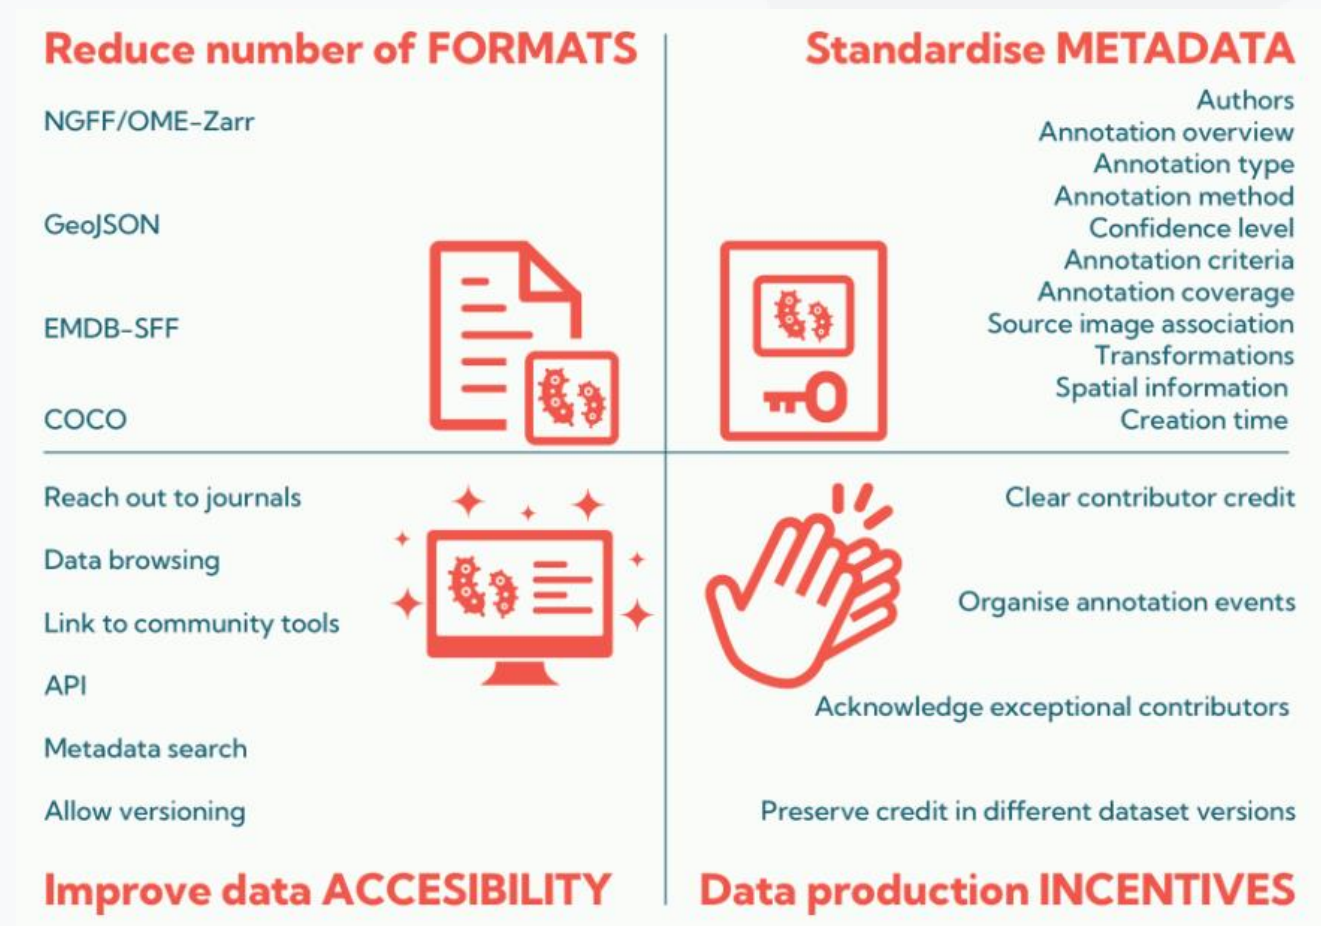 Reduce number of FORMATS
NGFF/OME-Zarr
GeoJSON
EMDB-SFF
COCO
Standardise METADATA
Authors
Annotation overview
Annotation type
Annotation method
Confidence level
Annotation criteria
Annotation coverage
Source image association
Transformations
Spatial information
Creation time
Reach out to journals
Data browsing
Link to community tools
API
Metadata search
Allow versioning
Improve data ACCESIBILITY
Clear contributor credit
Organise annotation events
Acknowledge exceptional contributors
Preserve credit in different dataset versions
Data production INCENTIVES